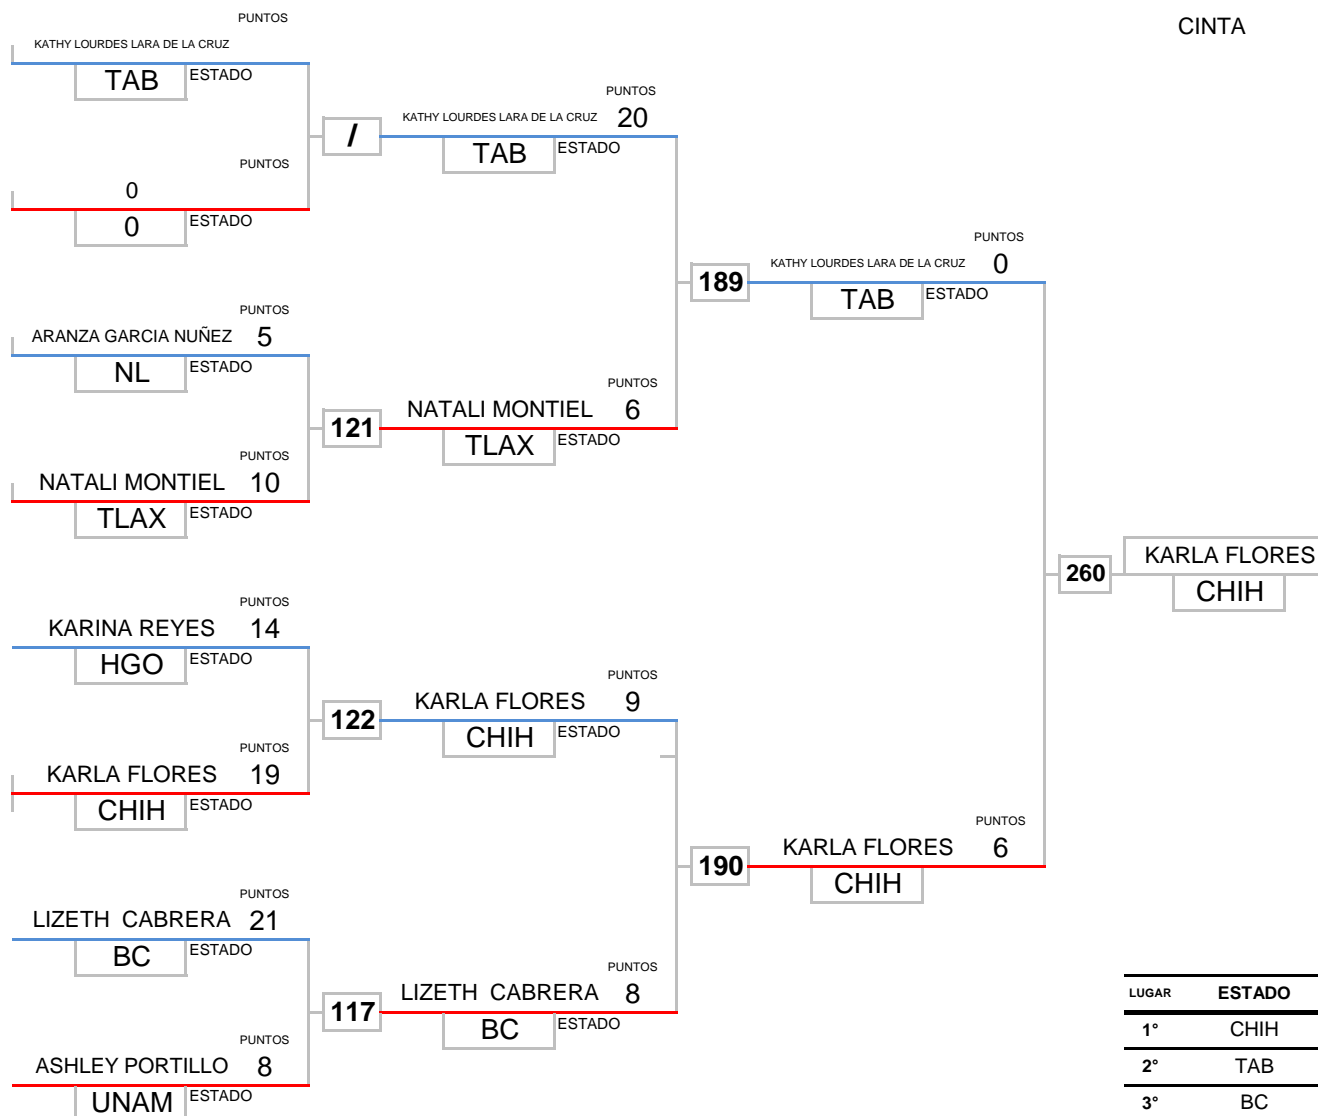 PUNTOS
CINTA
KATHY LOURDES LARA DE LA CRUZ
TAB
ESTADO
PUNTOS
KATHY LOURDES LARA DE LA CRUZ 20
/
TAB
ESTADO
PUNTOS
0
0
ESTADO
PUNTOS
KATHY LOURDES LARA DE LA CRUZ 0
189
TAB
ESTADO
PUNTOS
ARANZA GARCIA NUÑEZ 5
NL
ESTADO
PUNTOS
NATALI MONTIEL 6
121
TLAX
ESTADO
PUNTOS
NATALI MONTIEL 10
TLAX
ESTADO
KARLA FLORES
260
CHIH
PUNTOS
KARINA REYES 14
HGO
ESTADO
PUNTOS
KARLA FLORES 9
122
CHIH
ESTADO
PUNTOS
KARLA FLORES 19
CHIH
ESTADO
PUNTOS
KARLA FLORES 6
190
CHIH
PUNTOS
LIZETH CABRERA 21
BC
ESTADO
PUNTOS
LIZETH CABRERA 8
117
BC
ESTADO
PUNTOS
ASHLEY PORTILLO 8
UNAM
ESTADO
LUGAR ESTADO
1° CHIH
2° TAB
3° BC